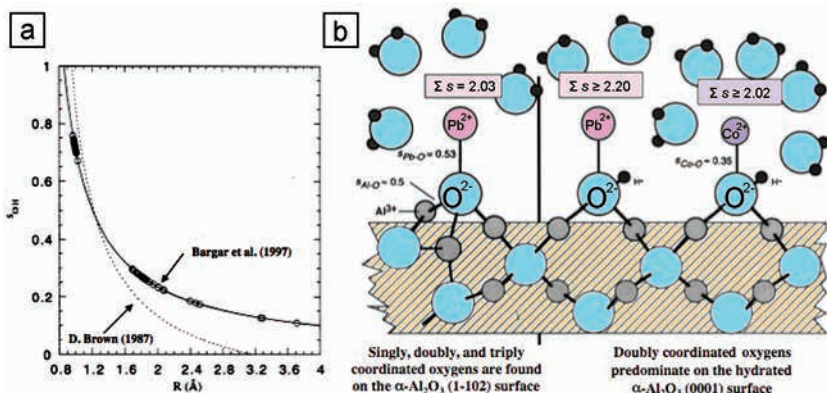 a
b
1
0.8
0.6
0.4
0.2
0
0.8 1.2 1.6 2 2.4 2.8 3.2 3.6 4
s_OH
R (Å)
Bargar et al. (1997)
D. Brown (1987)
Σ s = 2.03
Σ s ≥ 2.20
Σ s ≥ 2.02
Pb²⁺
Pb²⁺
Co²⁺
s_Pb-O = 0.53
s_Co-O = 0.35
s_Al-O = 0.5
O²⁻
O²⁻
O²⁻
Al³⁺
Singly, doubly, and triply
coordinated oxygens are found
on the α-Al₂O₃ (1-102) surface
Doubly coordinated oxygens
predominate on the hydrated
α-Al₂O₃ (0001) surface